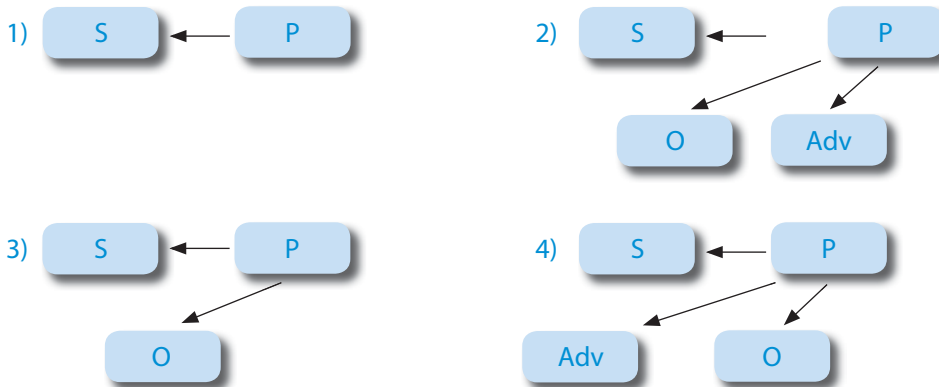 1) S P
2) S P
O Adv
3) S P
O
4) S P
Adv O